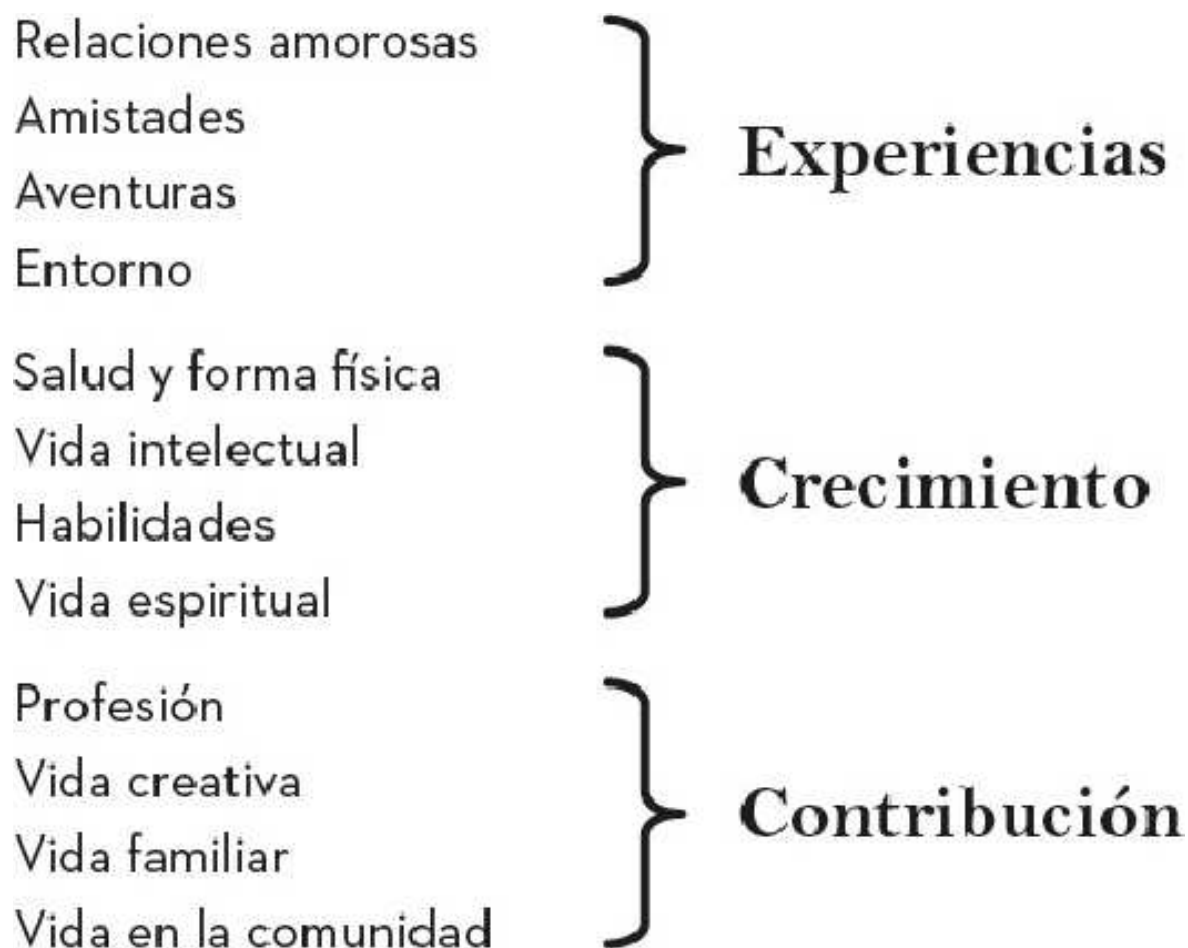 Relaciones amorosas
Amistades
Aventuras
Entorno
Experiencias
Salud y forma física
Vida intelectual
Habilidades
Vida espiritual
Crecimiento
Profesión
Vida creativa
Vida familiar
Vida en la comunidad
Contribución